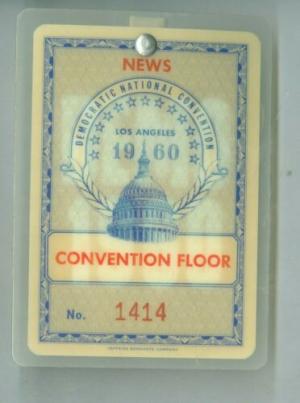 NEWS
DEMOCRATIC NATIONAL CONVENTION
LOS ANGELES
1960
CONVENTION FLOOR
No. 1414